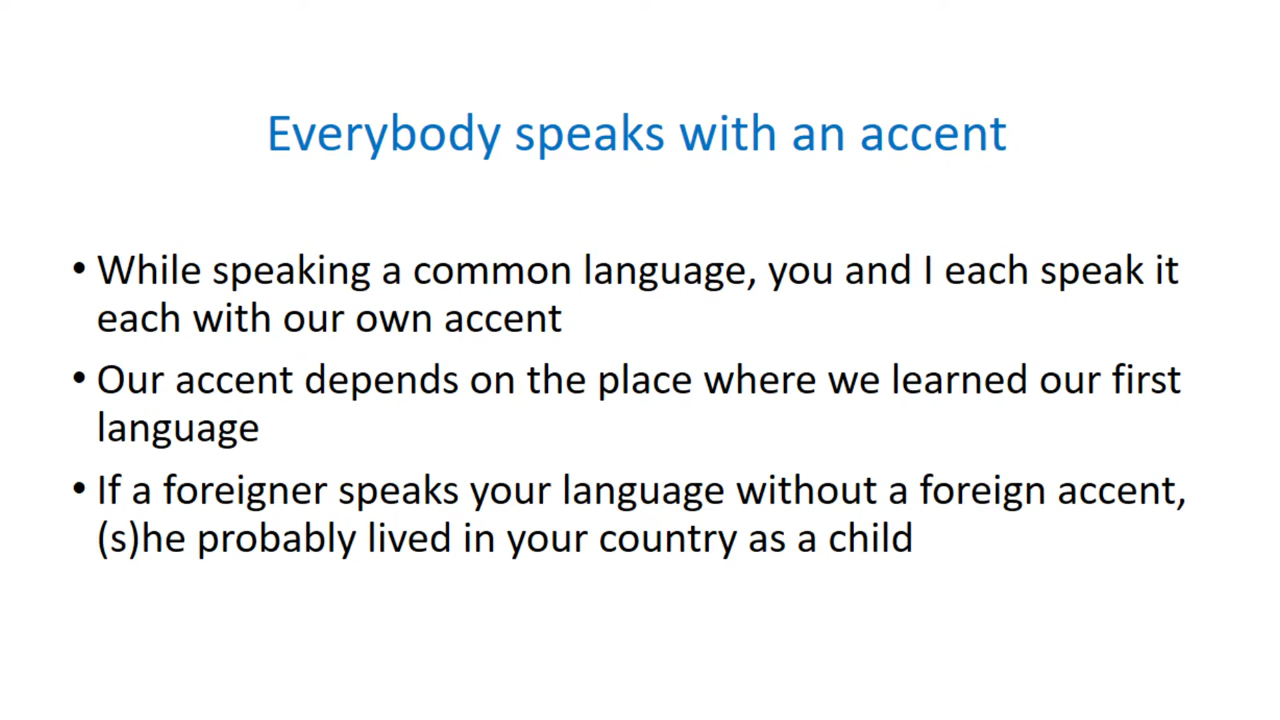 Everybody speaks with an accent
• While speaking a common language, you and I each speak it
each with our own accent
• Our accent depends on the place where we learned our first
language
• If a foreigner speaks your language without a foreign accent,
(s)he probably lived in your country as a child